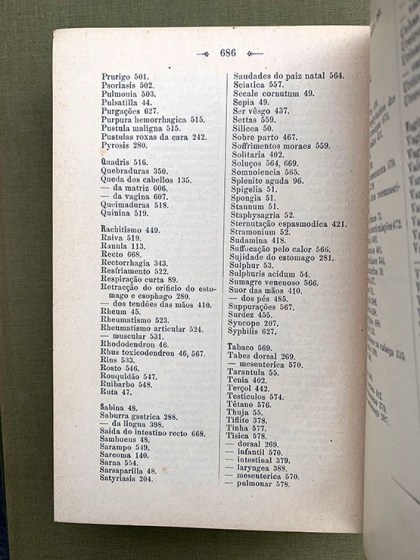 686
Prurigo 501.
Psoriasis 502.
Pulmonia 503.
Pulsatilla 44.
Purgações 627.
Purpura hemorrhagica 515.
Pustula maligna 515.
Pustulas roxas da cara 242.
Pyrosis 280.
Quadris 516.
Quebraduras 350.
Queda dos cabellos 135.
— da matriz 606.
— da vagina 607.
Queimaduras 518.
Quinina 519.
Rachitismo 449.
Raiva 519.
Ranula 113.
Recto 668.
Rectorrhagia 343.
Resfriamento 522.
Respiração curta 89.
Retracção do orificio do esto-
mago e esophago 280.
— dos tendões das mãos 410.
Rheum 45.
Rheumatismo 523.
Rheumatismo articular 524.
— muscular 531.
Rhododendron 46.
Rhus toxicodendron 46, 567.
Rins 533.
Rosto 546.
Rouquidão 547.
Ruibarbo 548.
Ruta 47.
Sabina 48.
Saburra gastrica 288.
— da lingua 398.
Saida do intestino recto 668.
Sambucus 48.
Sarampo 549.
Sarcoma 140.
Sarna 554.
Sarsaparilla 48.
Satyriasis 204.
Saudades do paiz natal 564.
Sciatica 557.
Secale cornutum 49.
Sepia 49.
Ser vêsgo 437.
Settas 559.
Silicea 50.
Sobre parto 467.
Soffrimentos moraes 559.
Solitaria 402.
Soluços 564, 669.
Somnolencia 565.
Splenite aguda 96.
Spigelia 51.
Spongia 51.
Stannum 51.
Staphysagria 52.
Sternutação espasmodica 421.
Stramonium 52.
Sudamina 418.
Suffocação pelo calor 566.
Sujidade do estomago 281.
Sulphur 53.
Sulphuris acidum 54.
Sumagre venenoso 566.
Suor das mãos 410.
— dos pés 485.
Suppuração 567.
Surdez 455.
Syncope 207.
Syphilis 627.
Tabaco 569.
Tabes dorsal 269.
— mesenterica 570.
Tarantula 55.
Tenia 402.
Terçol 442.
Testiculos 574.
Tétano 576.
Thuja 55.
Tiflite 378.
Tinha 577.
Tisica 578.
— dorsal 269.
— infantil 570.
— intestinal 379.
— laryngea 388.
— mesenterica 570.
— pulmonar 578.